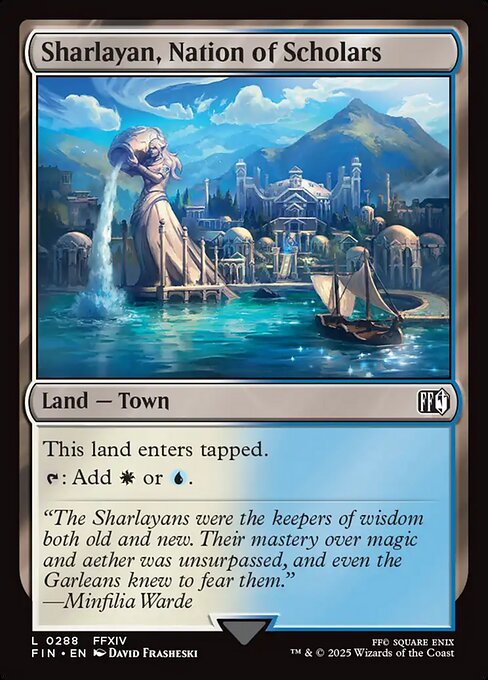 Sharlayan, Nation of Scholars
Land — Town
FF
This land enters tapped.
: Add or .
“The Sharlayans were the keepers of wisdom
both old and new. Their mastery over magic
and aether was unsurpassed, and even the
Garleans knew to fear them.”
—Minfilia Warde
L 0288 FFXIV
FIN • EN David Frasheski
FF© SQUARE ENIX
™ & © 2025 Wizards of the Coast